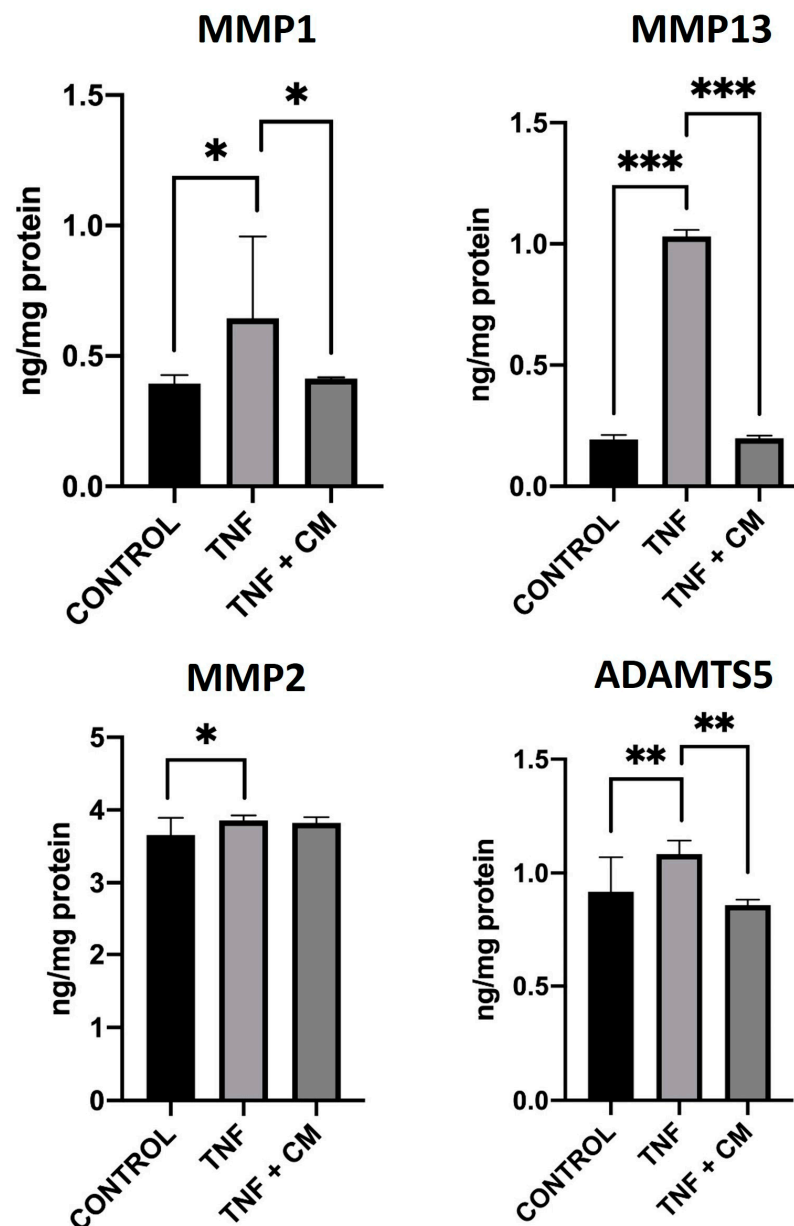 MMP1
MMP13
*
*
***
***
ng/mg protein
1.5
1.0
0.5
0.0
CONTROL
TNF
TNF + CM
ng/mg protein
1.5
1.0
0.5
0.0
CONTROL
TNF
TNF + CM
MMP2
ADAMTS5
*
**
**
ng/mg protein
5
4
3
2
1
0
CONTROL
TNF
TNF + CM
ng/mg protein
1.5
1.0
0.5
0.0
CONTROL
TNF
TNF + CM